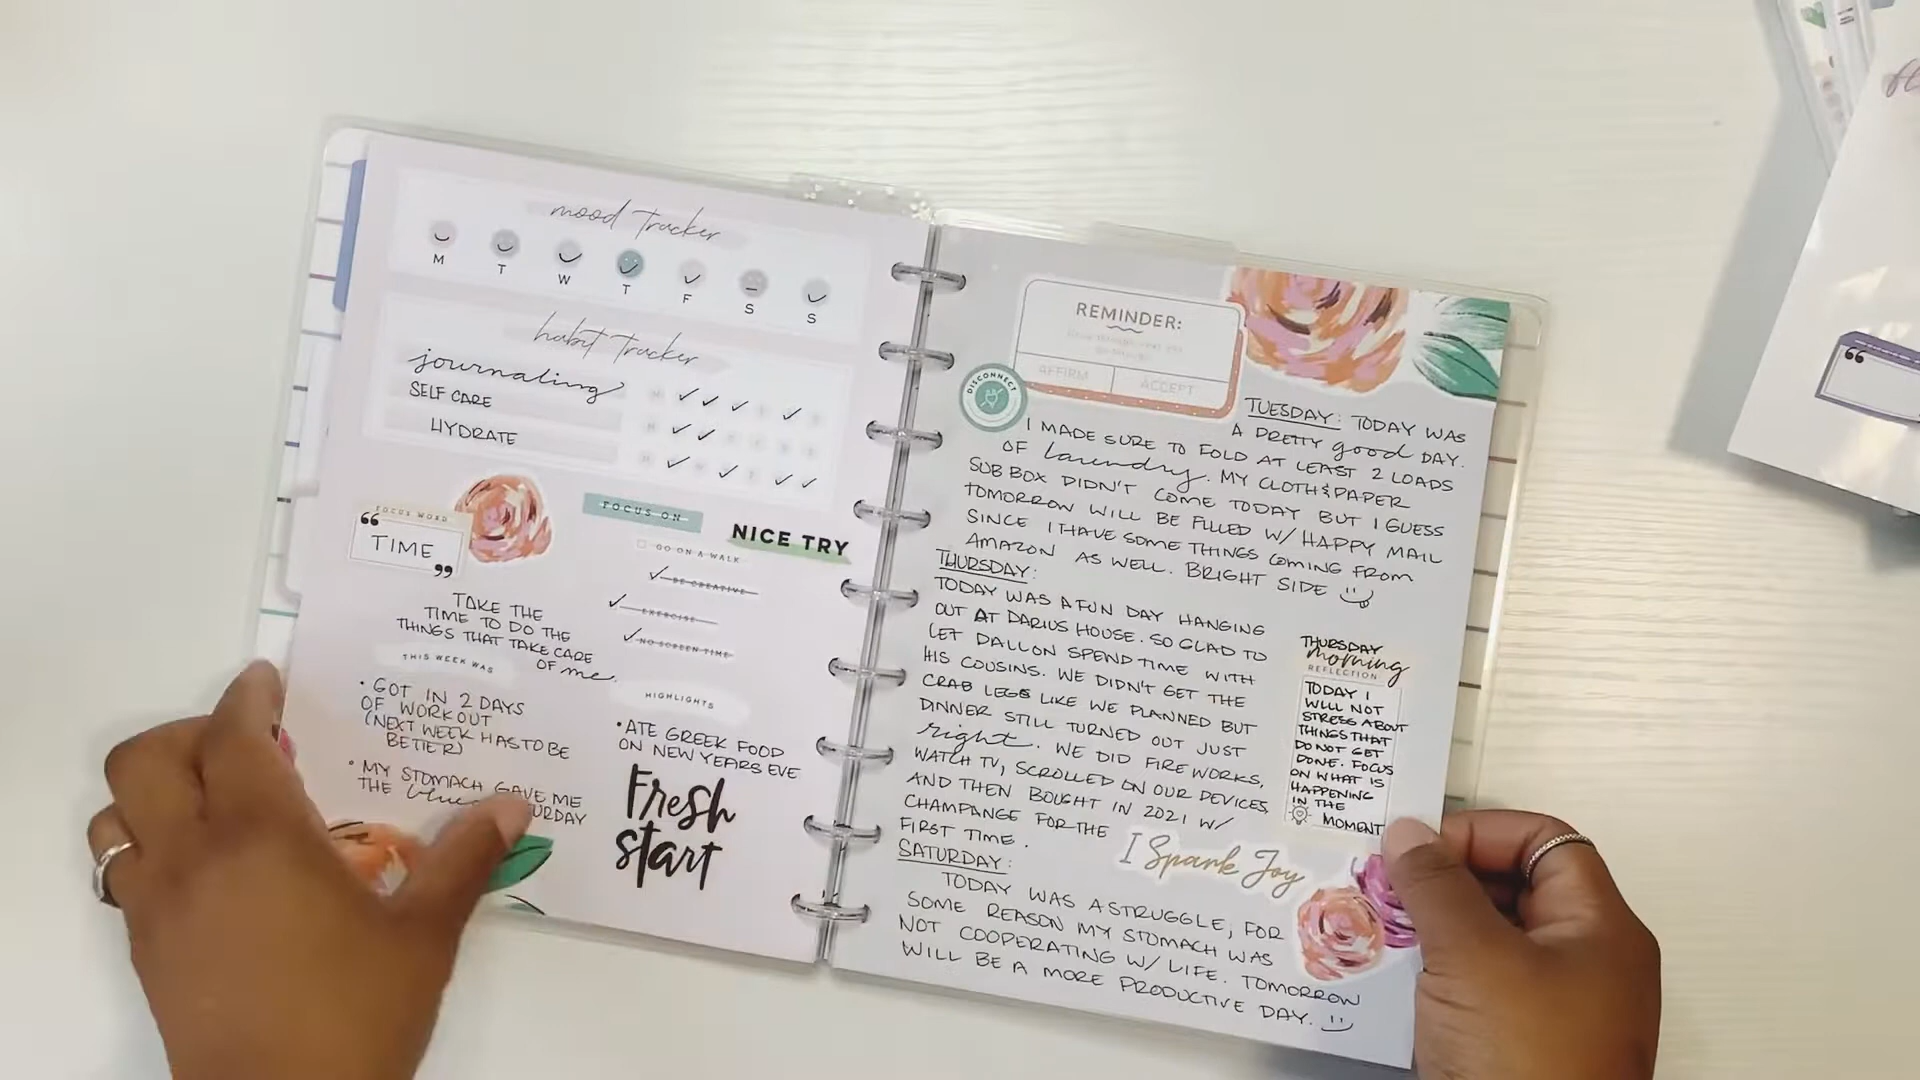 mood tracker
M T W T F S S
habit tracker
journaling
SELF CARE
HYDRATE
FOCUS WORD
“
TIME
”
TAKE THE
TIME TO DO THE
THINGS THAT TAKE CARE
OF me.
THIS WEEK WAS
• GOT IN 2 DAYS
OF WORKOUT
(NEXT WEEK HAS TO BE
BETTER)
• MY STOMACH GAVE ME
THE blues
FOCUS ON
NICE TRY
GO ON A WALK
BE CREATIVE
EXERCISE
NO SCREEN TIME
HIGHLIGHTS
• ATE GREEK FOOD
ON NEW YEARS EVE
Fresh
start
REMINDER:
AFFIRM
ACCEPT
DISCONNECT
TUESDAY: TODAY WAS
A PRETTY good DAY.
I MADE SURE TO FOLD AT LEAST 2 LOADS
OF laundry. MY CLOTH&PAPER
SUB BOX DIDN'T COME TODAY BUT I GUESS
TOMORROW WILL BE FILLED W/ HAPPY MAIL
SINCE I HAVE SOME THINGS COMING FROM
AMAZON AS WELL. BRIGHT SIDE
THURSDAY:
TODAY WAS A FUN DAY HANGING
OUT AT DARIUS HOUSE. SO GLAD TO
LET DALLON SPEND TIME WITH
HIS COUSINS. WE DIDN'T GET THE
CRAB LEGS LIKE WE PLANNED BUT
DINNER STILL TURNED OUT JUST
right. WE DID FIREWORKS,
WATCH TV, SCROLLED ON OUR DEVICES,
AND THEN BOUGHT IN 2021 W/
CHAMPANGE FOR THE
FIRST TIME.
THURSDAY
morning
REFLECTION
TODAY I
WILL NOT
STRESS ABOUT
THINGS THAT
DO NOT GET
DONE. FOCUS
ON WHAT IS
HAPPENING
IN THE
MOMENT
I Spark Joy
SATURDAY:
TODAY WAS A STRUGGLE, FOR
SOME REASON MY STOMACH WAS
NOT COOPERATING W/ LIFE. TOMORROW
WILL BE A MORE PRODUCTIVE DAY.
“